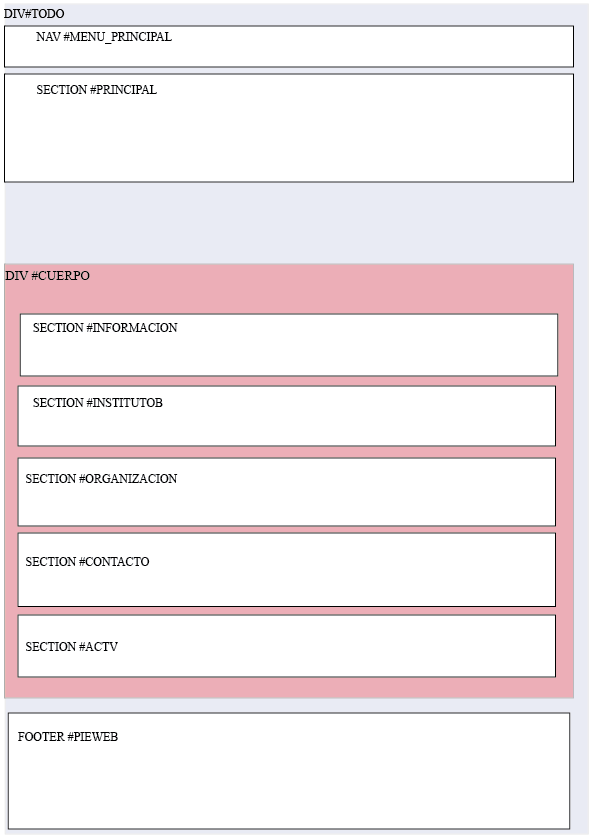 DIV#TODO
NAV #MENU_PRINCIPAL
SECTION #PRINCIPAL
DIV #CUERPO
SECTION #INFORMACION
SECTION #INSTITUTOB
SECTION #ORGANIZACION
SECTION #CONTACTO
SECTION #ACTV
FOOTER #PIEWEB